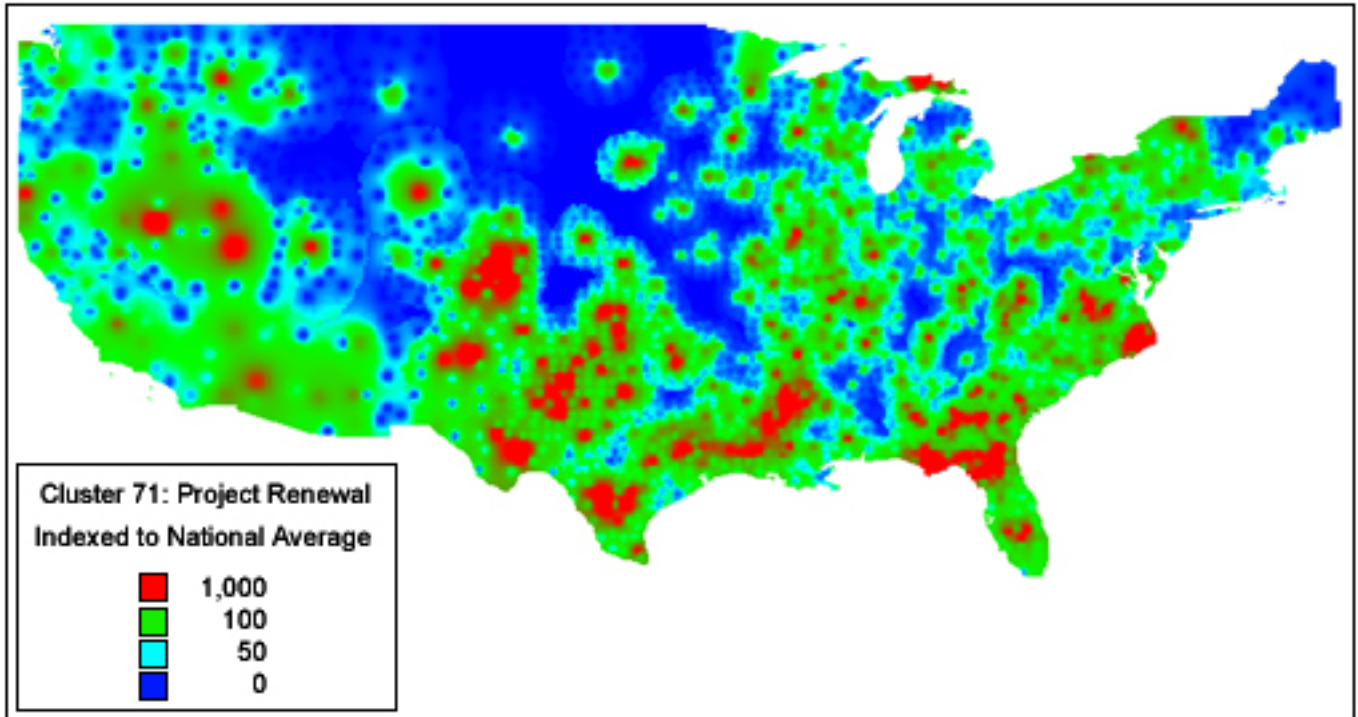 Cluster 71: Project Renewal
Indexed to National Average
1,000
100
50
0